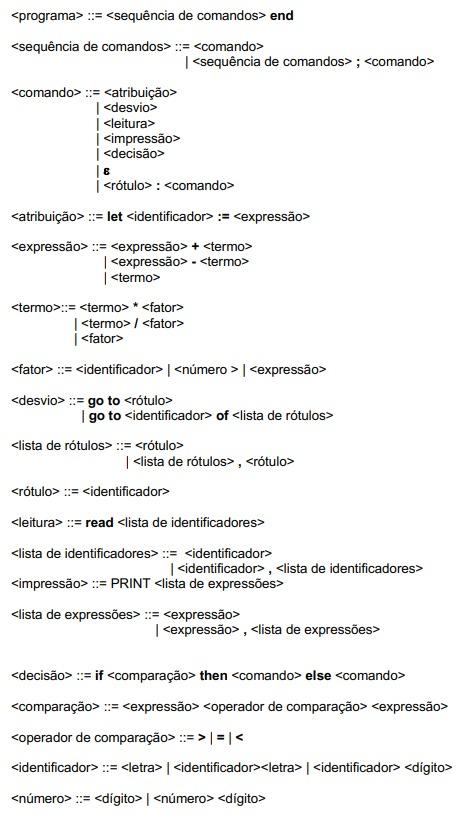 <programa> ::= <sequência de comandos> end
<sequência de comandos> ::= <comando>
| <sequência de comandos> ; <comando>
<comando> ::= <atribuição>
| <desvio>
| <leitura>
| <impressão>
| <decisão>
| ε
| <rótulo> : <comando>
<atribuição> ::= let <identificador> := <expressão>
<expressão> ::= <expressão> + <termo>
| <expressão> - <termo>
| <termo>
<termo>::= <termo> * <fator>
| <termo> / <fator>
| <fator>
<fator> ::= <identificador> | <número > | <expressão>
<desvio> ::= go to <rótulo>
| go to <identificador> of <lista de rótulos>
<lista de rótulos> ::= <rótulo>
| <lista de rótulos> , <rótulo>
<rótulo> ::= <identificador>
<leitura> ::= read <lista de identificadores>
<lista de identificadores> ::= <identificador>
| <identificador> , <lista de identificadores>
<impressão> ::= PRINT <lista de expressões>
<lista de expressões> ::= <expressão>
| <expressão> , <lista de expressões>
<decisão> ::= if <comparação> then <comando> else <comando>
<comparação> ::= <expressão> <operador de comparação> <expressão>
<operador de comparação> ::= > | = | <
<identificador> ::= <letra> | <identificador><letra> | <identificador> <dígito>
<número> ::= <dígito> | <número> <dígito>